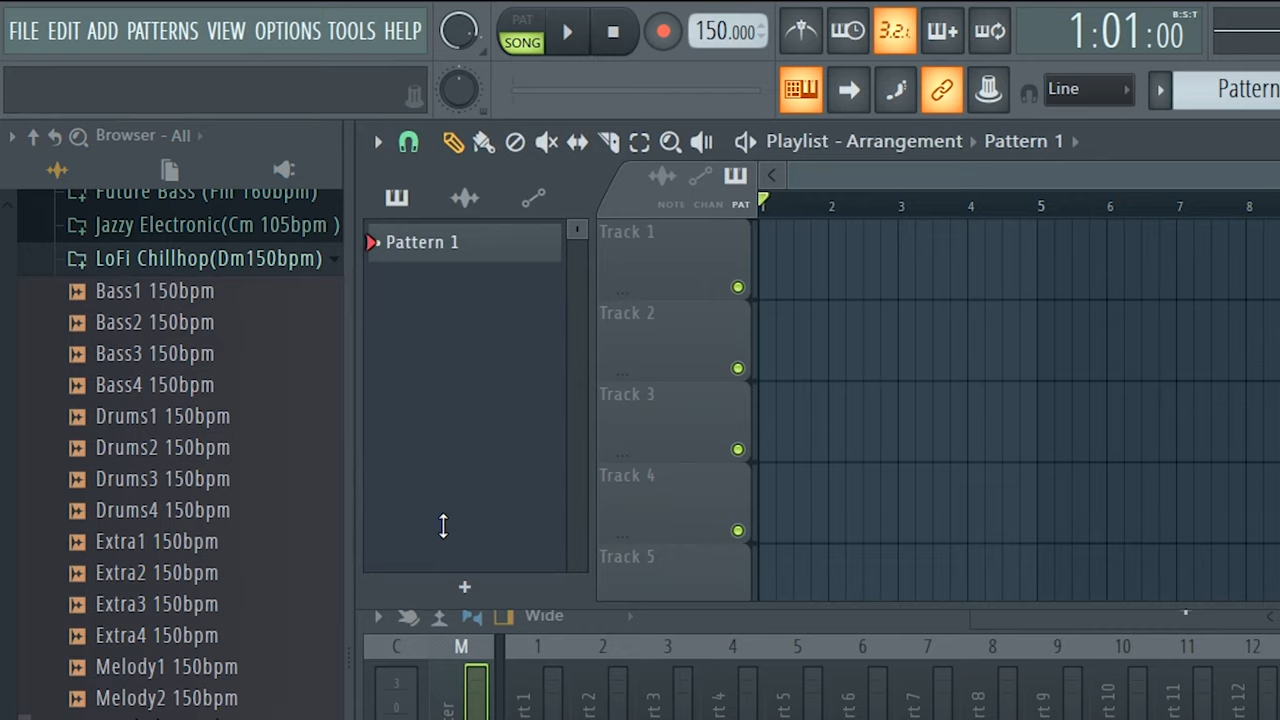 FILE EDIT ADD PATTERNS VIEW OPTIONS TOOLS HELP
PAT
SONG
150.000
3.2.
B:S:T
1:01:00
Line
Pattern
Browser - All
Playlist - Arrangement Pattern 1
Future Bass (Fm 160bpm)
Jazzy Electronic(Cm 105bpm )
LoFi Chillhop(Dm150bpm)
Bass1 150bpm
Bass2 150bpm
Bass3 150bpm
Bass4 150bpm
Drums1 150bpm
Drums2 150bpm
Drums3 150bpm
Drums4 150bpm
Extra1 150bpm
Extra2 150bpm
Extra3 150bpm
Extra4 150bpm
Melody1 150bpm
Melody2 150bpm
Pattern 1
NOTE CHAN PAT
1 2 3 4 5 6 7 8
Track 1
...
Track 2
...
Track 3
...
Track 4
...
Track 5
Wide
C M 1 2 3 4 5 6 7 8 9 10 11 12
3
0